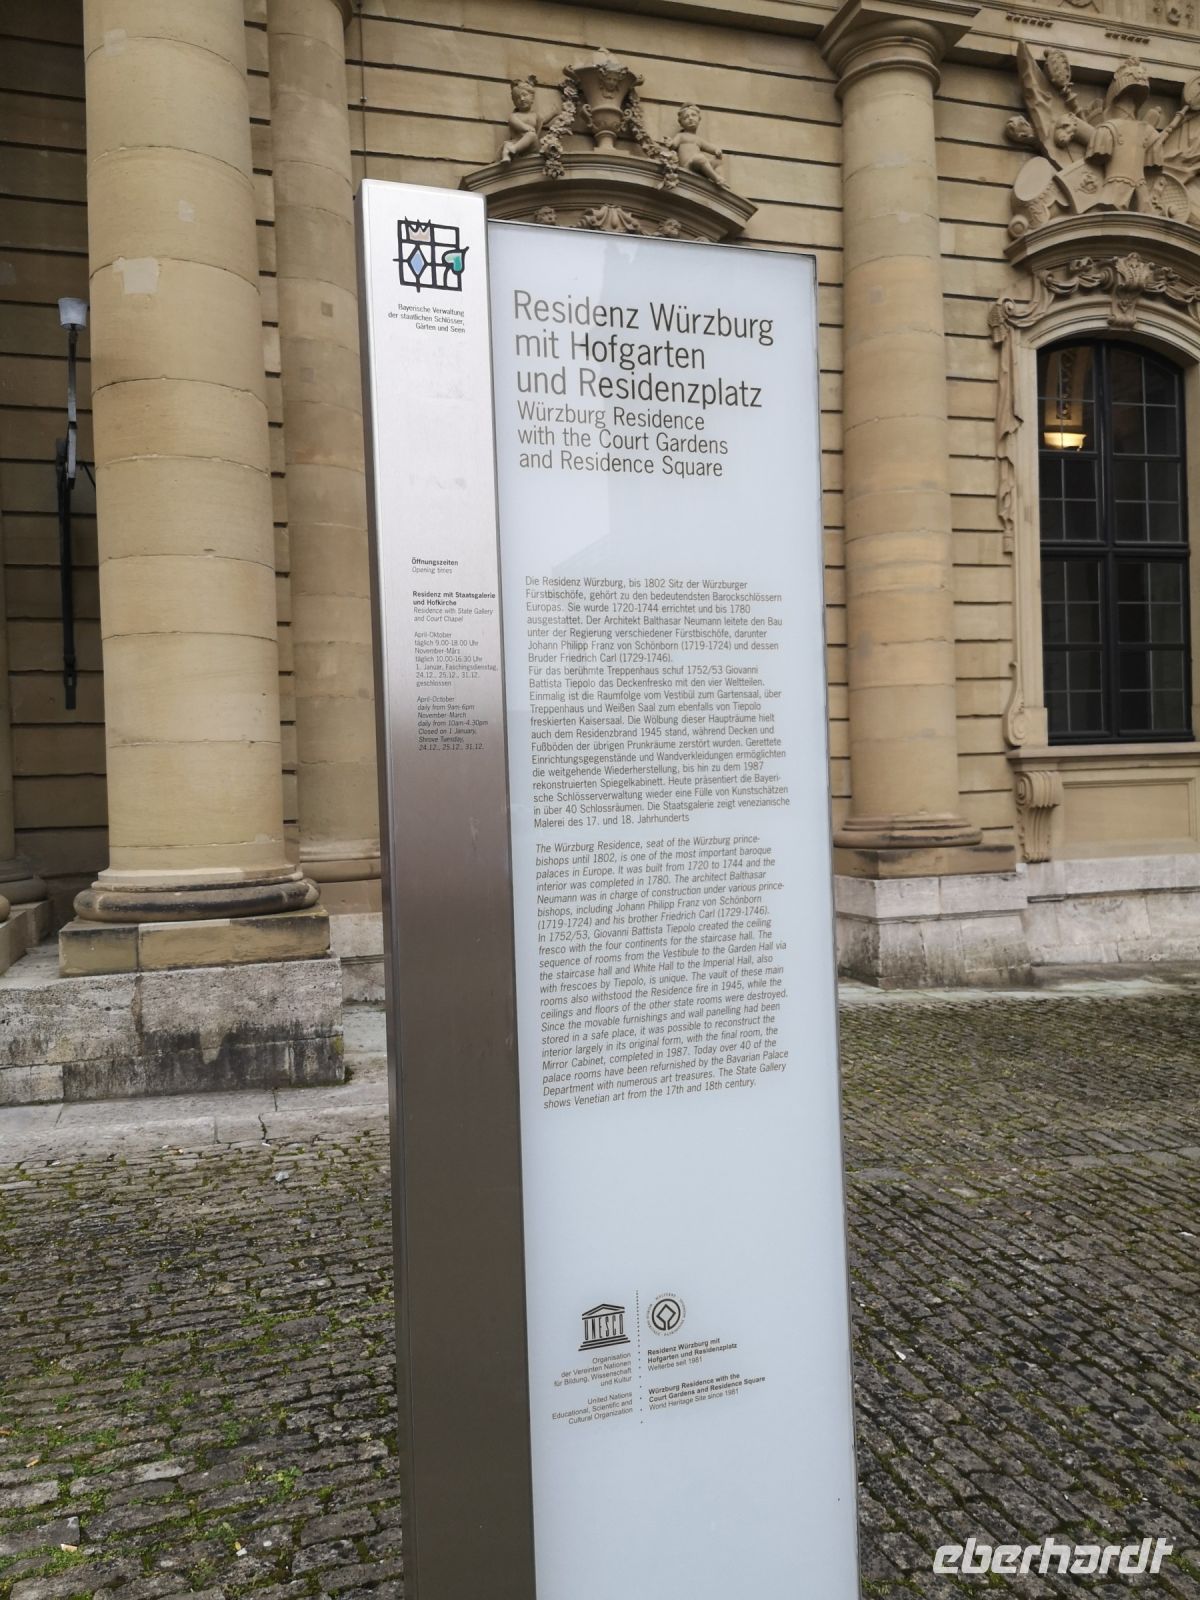 Bayerische Verwaltung
der staatlichen Schlösser,
Gärten und Seen
Residenz Würzburg
mit Hofgarten
und Residenzplatz
Würzburg Residence
with the Court Gardens
and Residence Square
Öffnungszeiten
Opening times
Residenz mit Staatsgalerie
und Hofkirche
Residence with State Gallery
and Court Chapel
April-Oktober
täglich 9.00-18.00 Uhr
November-März
täglich 10.00-16.30 Uhr
1. Januar, Faschingsdienstag,
24.12., 25.12., 31.12.
geschlossen
April-October
daily from 9am-6pm
November-March
daily from 10am-4.30pm
Closed on 1 January,
Shrove Tuesday,
24.12., 25.12., 31.12.
Die Residenz Würzburg, bis 1802 Sitz der Würzburger
Fürstbischöfe, gehört zu den bedeutendsten Barockschlössern
Europas. Sie wurde 1720-1744 errichtet und bis 1780
ausgestattet. Der Architekt Balthasar Neumann leitete den Bau
unter der Regierung verschiedener Fürstbischöfe, darunter
Johann Philipp Franz von Schönborn (1719-1724) und dessen
Bruder Friedrich Carl (1729-1746).
Für das berühmte Treppenhaus schuf 1752/53 Giovanni
Battista Tiepolo das Deckenfresko mit den vier Weltteilen.
Einmalig ist die Raumfolge vom Vestibül zum Gartensaal, über
Treppenhaus und Weißen Saal zum ebenfalls von Tiepolo
freskierten Kaisersaal. Die Wölbung dieser Haupträume hielt
auch dem Residenzbrand 1945 stand, während Decken und
Fußböden der übrigen Prunkräume zerstört wurden. Gerettete
Einrichtungsgegenstände und Wandverkleidungen ermöglichten
die weitgehende Wiederherstellung, bis hin zu dem 1987
rekonstruierten Spiegelkabinett. Heute präsentiert die Bayeri-
sche Schlösserverwaltung wieder eine Fülle von Kunstschätzen
in über 40 Schlossräumen. Die Staatsgalerie zeigt venezianische
Malerei des 17. und 18. Jahrhunderts
The Würzburg Residence, seat of the Würzburg prince-
bishops until 1802, is one of the most important baroque
palaces in Europe. It was built from 1720 to 1744 and the
interior was completed in 1780. The architect Balthasar
Neumann was in charge of construction under various prince-
bishops, including Johann Philipp Franz von Schönborn
(1719-1724) and his brother Friedrich Carl (1729-1746).
In 1752/53, Giovanni Battista Tiepolo created the ceiling
fresco with the four continents for the staircase hall. The
sequence of rooms from the Vestibule to the Garden Hall via
the staircase hall and White Hall to the Imperial Hall, also
with frescoes by Tiepolo, is unique. The vault of these main
rooms also withstood the Residence fire in 1945, while the
ceilings and floors of the other state rooms were destroyed.
Since the movable furnishings and wall panelling had been
stored in a safe place, it was possible to reconstruct the
interior largely in its original form, with the final room, the
Mirror Cabinet, completed in 1987. Today over 40 of the
palace rooms have been refurnished by the Bavarian Palace
Department with numerous art treasures. The State Gallery
shows Venetian art from the 17th and 18th century.
UNESCO
Organisation
der Vereinten Nationen
für Bildung, Wissenschaft
und Kultur
United Nations
Educational, Scientific and
Cultural Organization
Residenz Würzburg mit
Hofgarten und Residenzplatz
Welterbe seit 1981
Würzburg Residence with the
Court Gardens and Residence Square
World Heritage Site since 1981
eberhardt